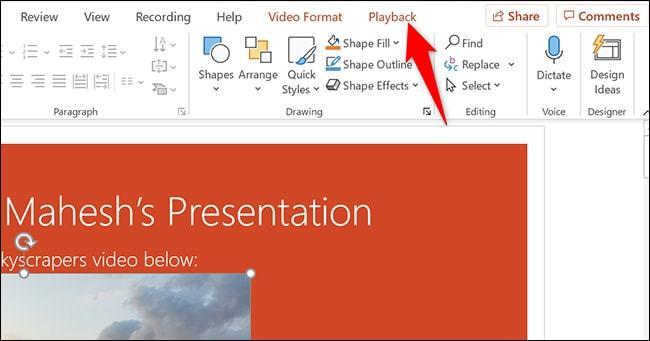 Review View Recording Help Video Format Playback Share Comments
Shapes Arrange Quick Styles Shape Fill Shape Outline Shape Effects Find Replace Select Dictate Design Ideas
Paragraph Drawing Editing Voice Designer
Mahesh's Presentation
kyscrapers video below: